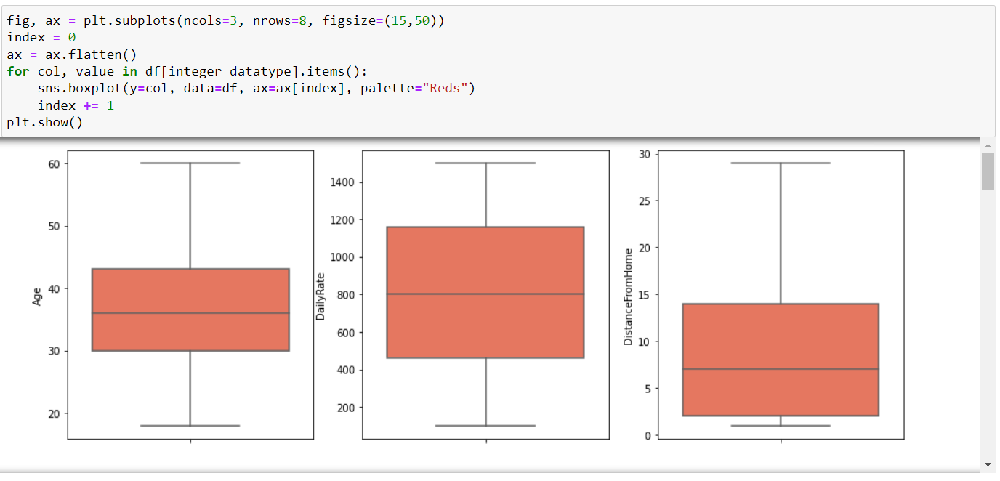 fig, ax = plt.subplots(ncols=3, nrows=8, figsize=(15,50))
index = 0
ax = ax.flatten()
for col, value in df[integer_datatype].items():
    sns.boxplot(y=col, data=df, ax=ax[index], palette="Reds")
    index += 1
plt.show()
60
50
40
30
20
Age
1400
1200
1000
800
600
400
200
DailyRate
30
25
20
15
10
5
0
DistanceFromHome